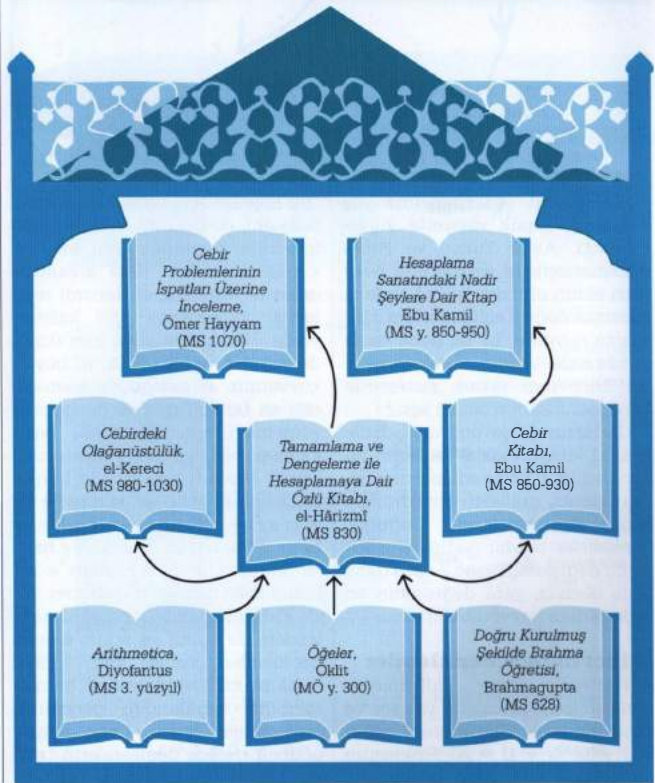 Cebir
Problemlerinin
İspatları Üzerine
İnceleme,
Ömer Hayyam
(MS 1070)
Hesaplama
Sanatındaki Nadir
Şeylere Dair Kitap
Ebu Kamil
(MS y. 850-950)
Cebirdeki
Olağanüstülük,
el-Kereci
(MS 980-1030)
Tamamlama ve
Dengeleme ile
Hesaplamaya Dair
Özlü Kitabı,
el-Hârizmî
(MS 830)
Cebir
Kitabı,
Ebu Kamil
(MS 850-930)
Arithmetica,
Diyofantus
(MS 3. yüzyıl)
Öğeler,
Öklit
(MÖ y. 300)
Doğru Kurulmuş
Şekilde Brahma
Öğretisi,
Brahmagupta
(MS 628)